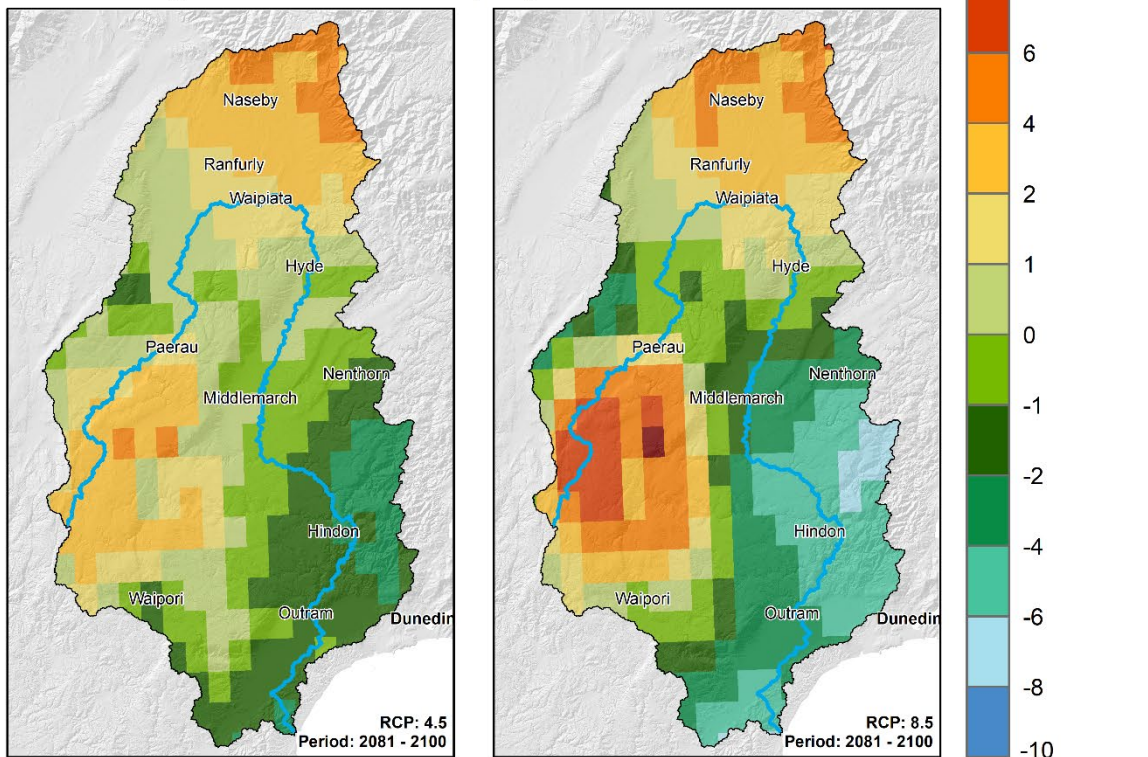 Naseby
Ranfurly
Waipiata
Hyde
Paerau
Nenthorn
Middlemarch
Hindon
Waipori
Outram
Dunedin
RCP: 4.5
Period: 2081 - 2100
Naseby
Ranfurly
Waipiata
Hyde
Paerau
Nenthorn
Middlemarch
Hindon
Waipori
Outram
Dunedin
RCP: 8.5
Period: 2081 - 2100
6
4
2
1
0
-1
-2
-4
-6
-8
-10